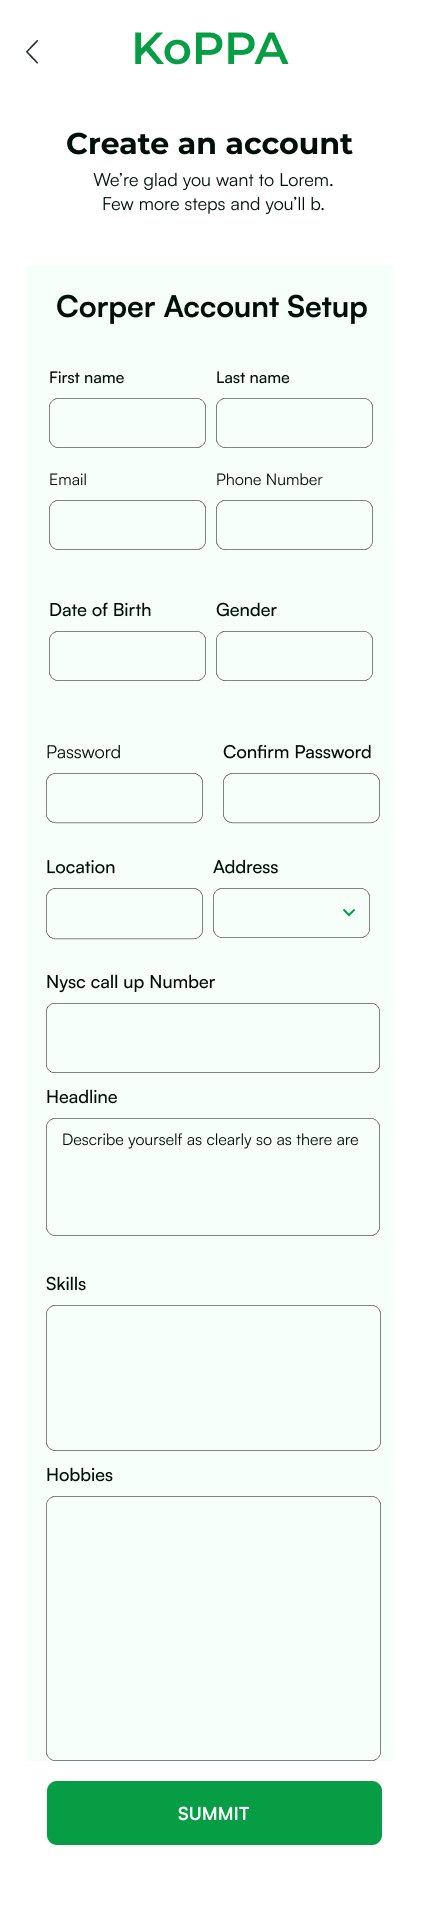 KoPPA
Create an account
We're glad you want to Lorem.
Few more steps and you'll b.
Corper Account Setup
First name
Last name
Email
Phone Number
Date of Birth
Gender
Password
Confirm Password
Location
Address
Nysc call up Number
Headline
Describe yourself as clearly so as there are
Skills
Hobbies
SUMMIT